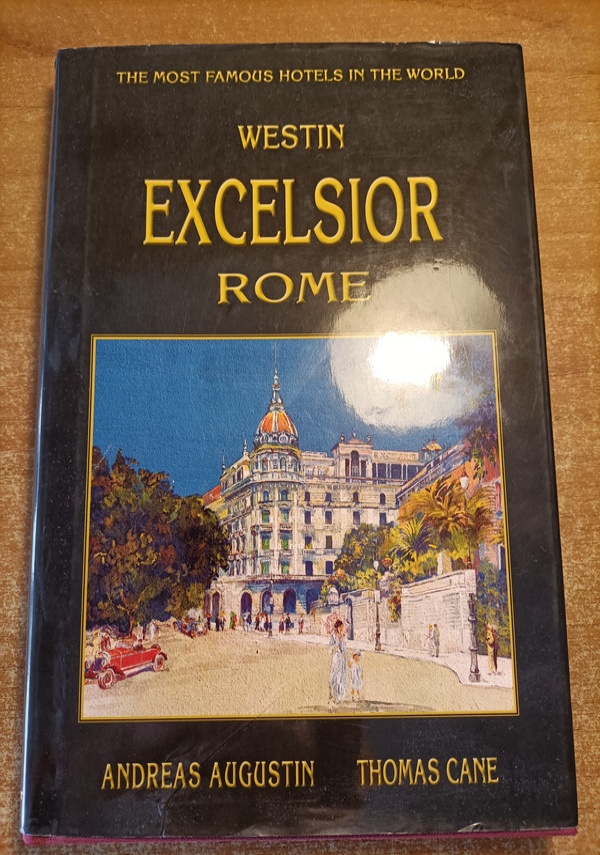 THE MOST FAMOUS HOTELS IN THE WORLD
WESTIN
EXCELSIOR
ROME
ANDREAS AUGUSTIN THOMAS CANE